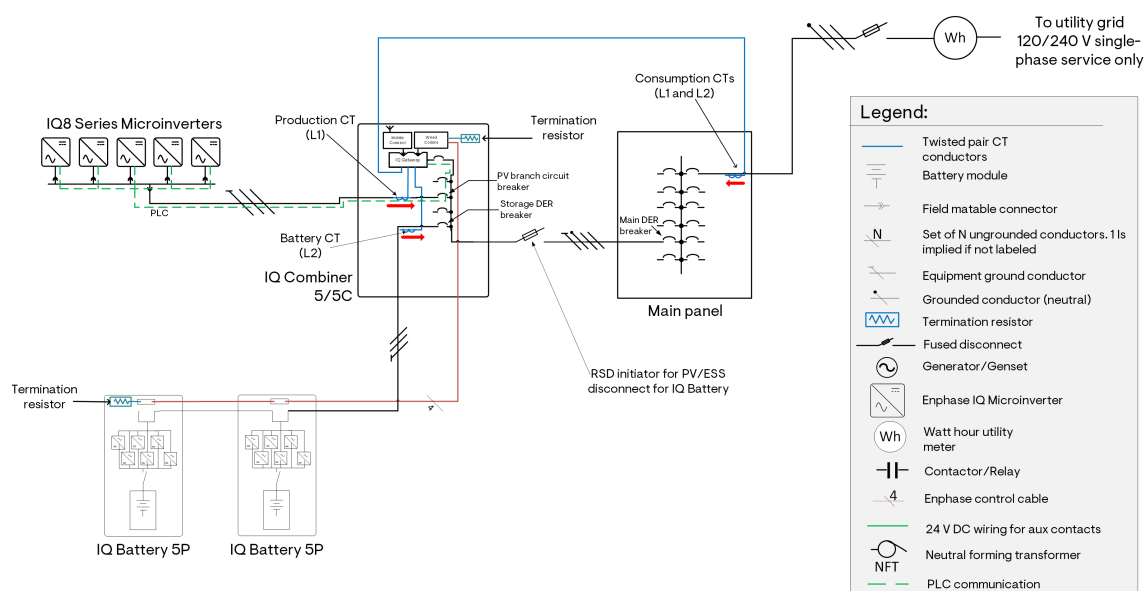 To utility grid
120/240 V single-
phase service only
Wh
Consumption CTs
(L1 and L2)
Termination
resistor
Production CT
(L1)
IQ8 Series Microinverters
Mobile
Connect
Wired
Comms
IQ Gateway
PV branch circuit
breaker
Storage DER
breaker
PLC
Battery CT
(L2)
IQ Combiner
5/5C
Main DER
breaker
Main panel
RSD initiator for PV/ESS
disconnect for IQ Battery
Termination
resistor
4
IQ Battery 5P
IQ Battery 5P
Legend:
Twisted pair CT
conductors
Battery module
Field matable connector
N
Set of N ungrounded conductors. 1 Is
implied if not labeled
Equipment ground conductor
Grounded conductor (neutral)
Termination resistor
Fused disconnect
Generator/Genset
Enphase IQ Microinverter
Wh
Watt hour utility
meter
Contactor/Relay
4
Enphase control cable
24 V DC wiring for aux contacts
Neutral forming transformer
NFT
PLC communication